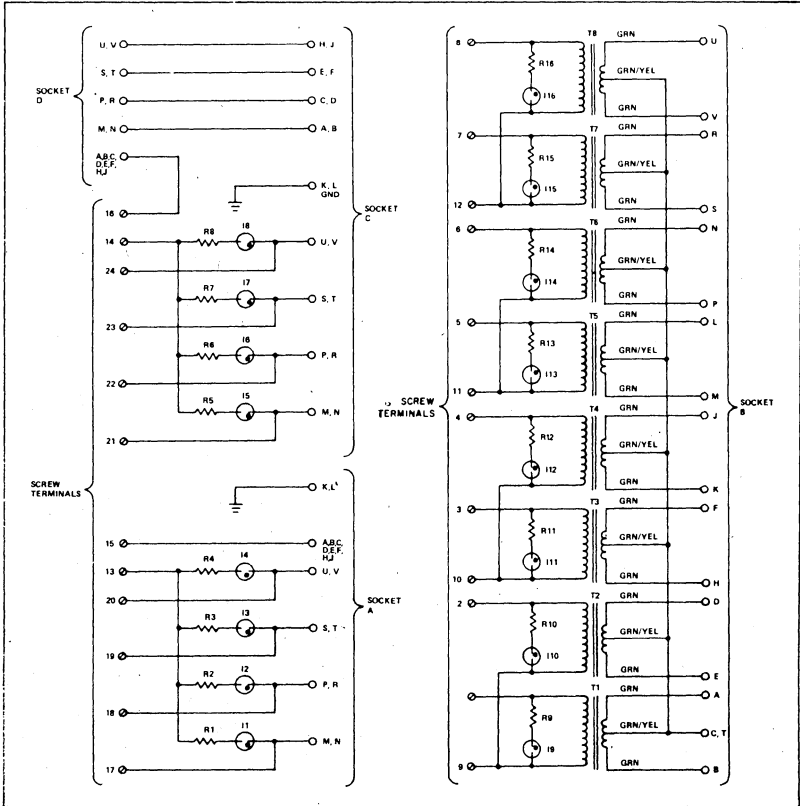 U, V
H, J
S, T
E, F
SOCKET
D
P, R
C, D
M, N
A, B
A,B,C,
D,E,F,
H,J
K, L
GND
SOCKET
C
16
14
R8
I8
U, V
24
R7
I7
S, T
23
R6
I6
P, R
22
R5
I5
M, N
21
SCREW
TERMINALS
K, L
15
A,B,C,
D,E,F,
H,J
13
R4
I4
U, V
20
SOCKET
A
R3
I3
S, T
19
R2
I2
P, R
18
R1
I1
M, N
17
8
T8
GRN
U
R16
GRN/YEL
I16
GRN
V
7
T7
GRN
R
R15
GRN/YEL
I15
12
GRN
S
6
T6
GRN
N
R14
GRN/YEL
I14
GRN
P
5
T5
GRN
L
R13
GRN/YEL
I13
11
GRN
M
SCREW
TERMINALS
SOCKET
B
4
T4
GRN
J
R12
GRN/YEL
I12
GRN
K
3
T3
GRN
F
R11
GRN/YEL
I11
10
GRN
H
2
T2
GRN
D
R10
GRN/YEL
I10
GRN
E
T1
GRN
A
R9
GRN/YEL
C, T
I9
9
GRN
B